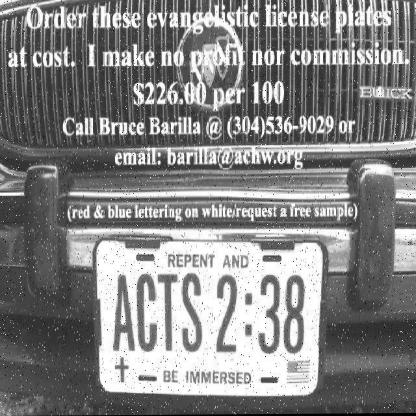 Order these evangelistic license plates
at cost. I make no profit nor commission.
$226.00 per 100
BUICK
Call Bruce Barilla @ (304)536-9029 or
email: barilla@achw.org
(red & blue lettering on white/request a free sample)
REPENT AND
ACTS 2:38
BE IMMERSED